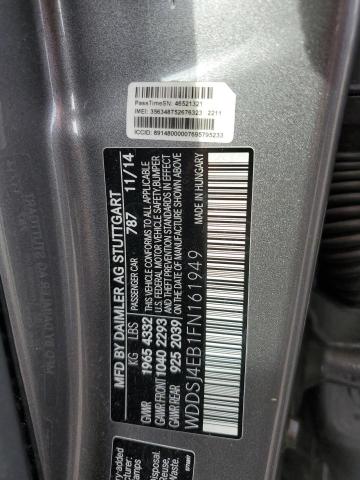 PassTimeSN: 46521321
IMEI: 356348752676323 2211
ICCID: 89148000007695795233
MFD BY DAIMLER AG STUTTGART
KG LBS 787 11/14
PASSENGER CAR
GVWR 1965 4332
GAWR FRONT 1040 2293
GAWR REAR 925 2039
THIS VEHICLE CONFORMS TO ALL APPLICABLE
FEDERAL MOTOR VEHICLE SAFETY, BUMPER
AND THEFT PREVENTION STANDARDS IN EFFECT
ON THE DATE OF MANUFACTURE SHOWN ABOVE.
WDDSJ4EB1FN161949
MADE IN HUNGARY